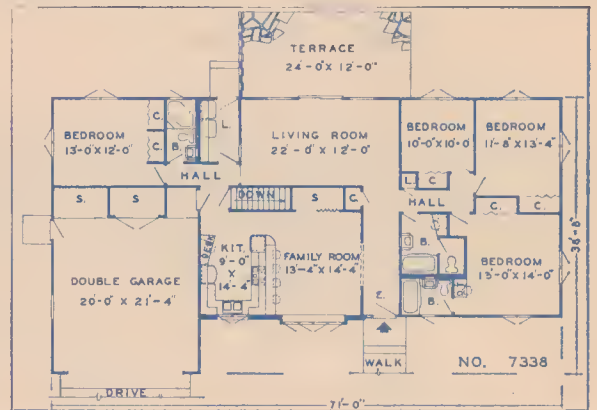 TERRACE
24'-0" X 12'-0"
BEDROOM
13'-0" X 12'-0"
C.
C.
B.
L.
LIVING ROOM
22'-0" X 12'-0"
BEDROOM
10'-0" X 10'-0"
BEDROOM
11'-8" X 13'-4"
HALL
L.
C.
S.
S
DOWN
S
C.
HALL
C.
C.
DESK
KIT.
9'-0"
X
14'-4"
FAMILY ROOM
13'-4" X 14'-4"
B.
BEDROOM
13'-0" X 14'-0"
DOUBLE GARAGE
20'-0" X 21'-4"
B.
E.
36'-8"
WALK
NO. 7338
DRIVE
71'-0"